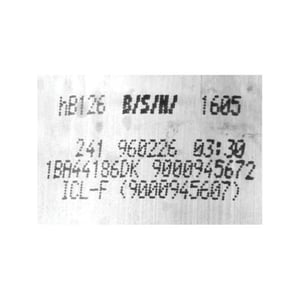 hB126 B/S/H/ 1605
241 960226 03:30
1BA44186DK 9000945672
ICL-F (9000945607)